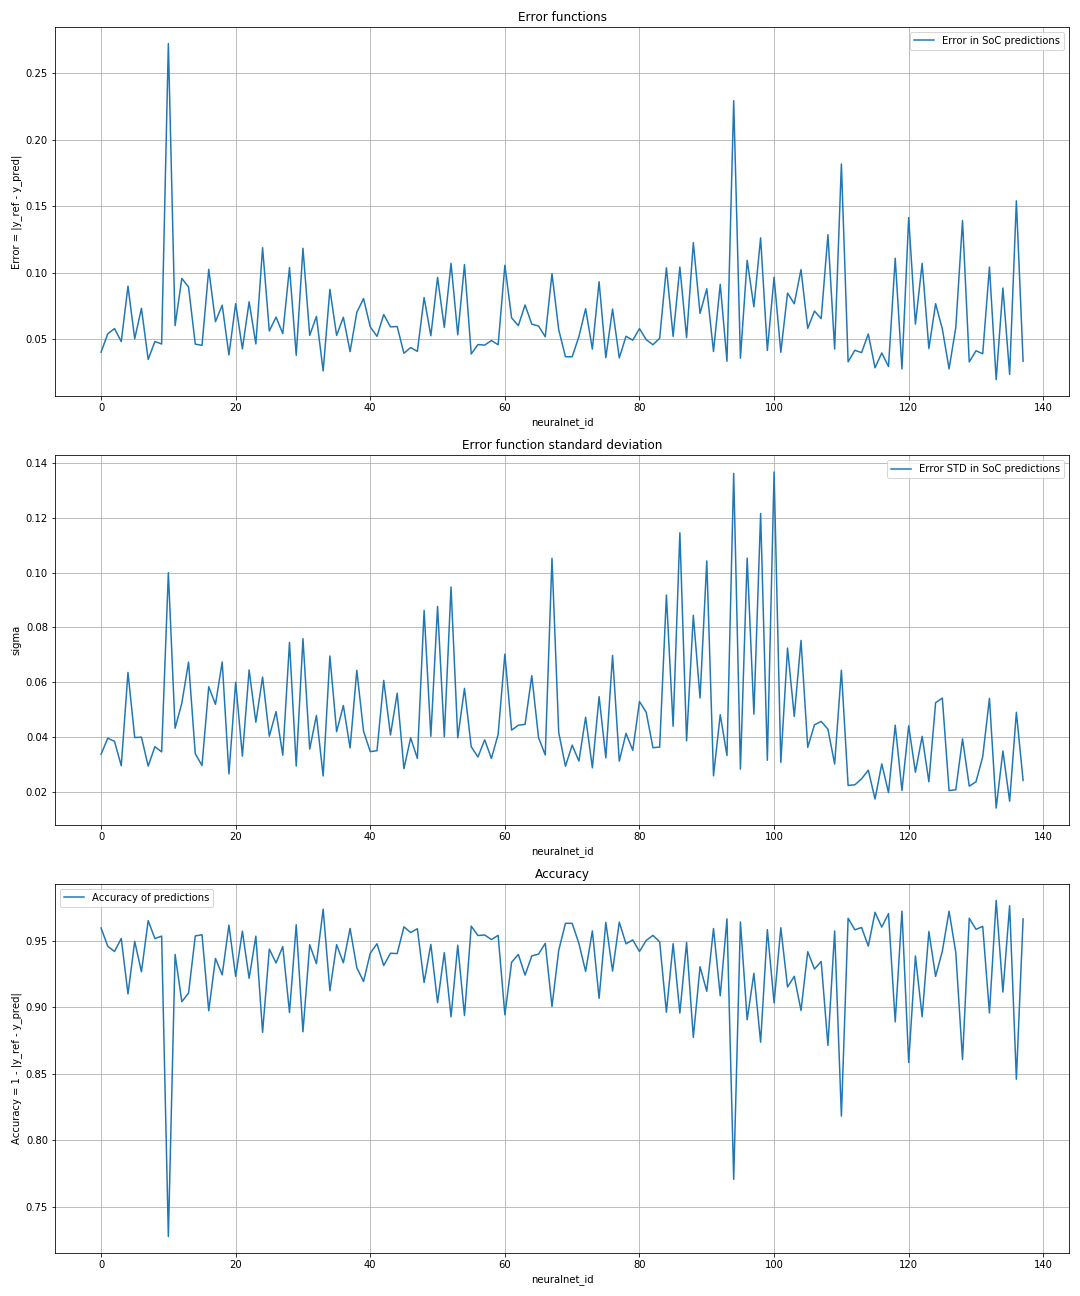 Error functions
Error in SoC predictions
Error = |y_ref - y_pred|
0.25
0.20
0.15
0.10
0.05
0 20 40 60 80 100 120 140
neuralnet_id
Error function standard deviation
Error STD in SoC predictions
sigma
0.14
0.12
0.10
0.08
0.06
0.04
0.02
0 20 40 60 80 100 120 140
neuralnet_id
Accuracy
Accuracy of predictions
Accuracy = 1 - |y_ref - y_pred|
0.95
0.90
0.85
0.80
0.75
0 20 40 60 80 100 120 140
neuralnet_id